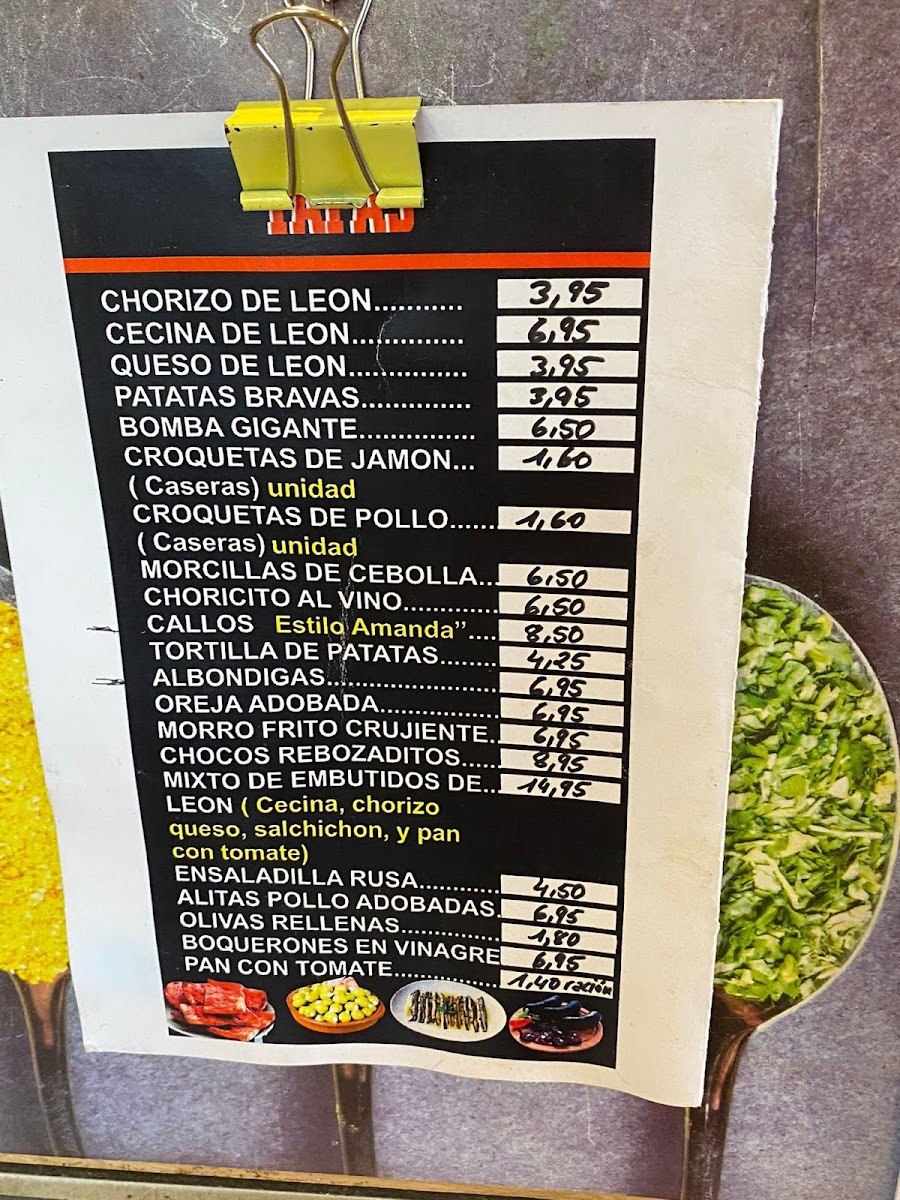 TAPAS
CHORIZO DE LEON........... 3,95
CECINA DE LEON.............. 6,95
QUESO DE LEON............... 3,95
PATATAS BRAVAS.............. 3,95
BOMBA GIGANTE............... 6,50
CROQUETAS DE JAMON... 1,60
( Caseras) unidad
CROQUETAS DE POLLO...... 1,60
( Caseras) unidad
MORCILLAS DE CEBOLLA... 6,50
CHORICITO AL VINO............ 6,50
CALLOS Estilo Amanda”.... 8,50
TORTILLA DE PATATAS........ 4,25
ALBONDIGAS........................ 6,95
OREJA ADOBADA................. 6,95
MORRO FRITO CRUJIENTE.. 6,95
CHOCOS REBOZADITOS...... 8,95
MIXTO DE EMBUTIDOS DE... 14,95
LEON ( Cecina, chorizo
queso, salchichon, y pan
con tomate)
ENSALADILLA RUSA............ 4,50
ALITAS POLLO ADOBADAS. 6,95
OLIVAS RELLENAS............... 1,80
BOQUERONES EN VINAGRE 6,95
PAN CON TOMATE................ 1,40 ración